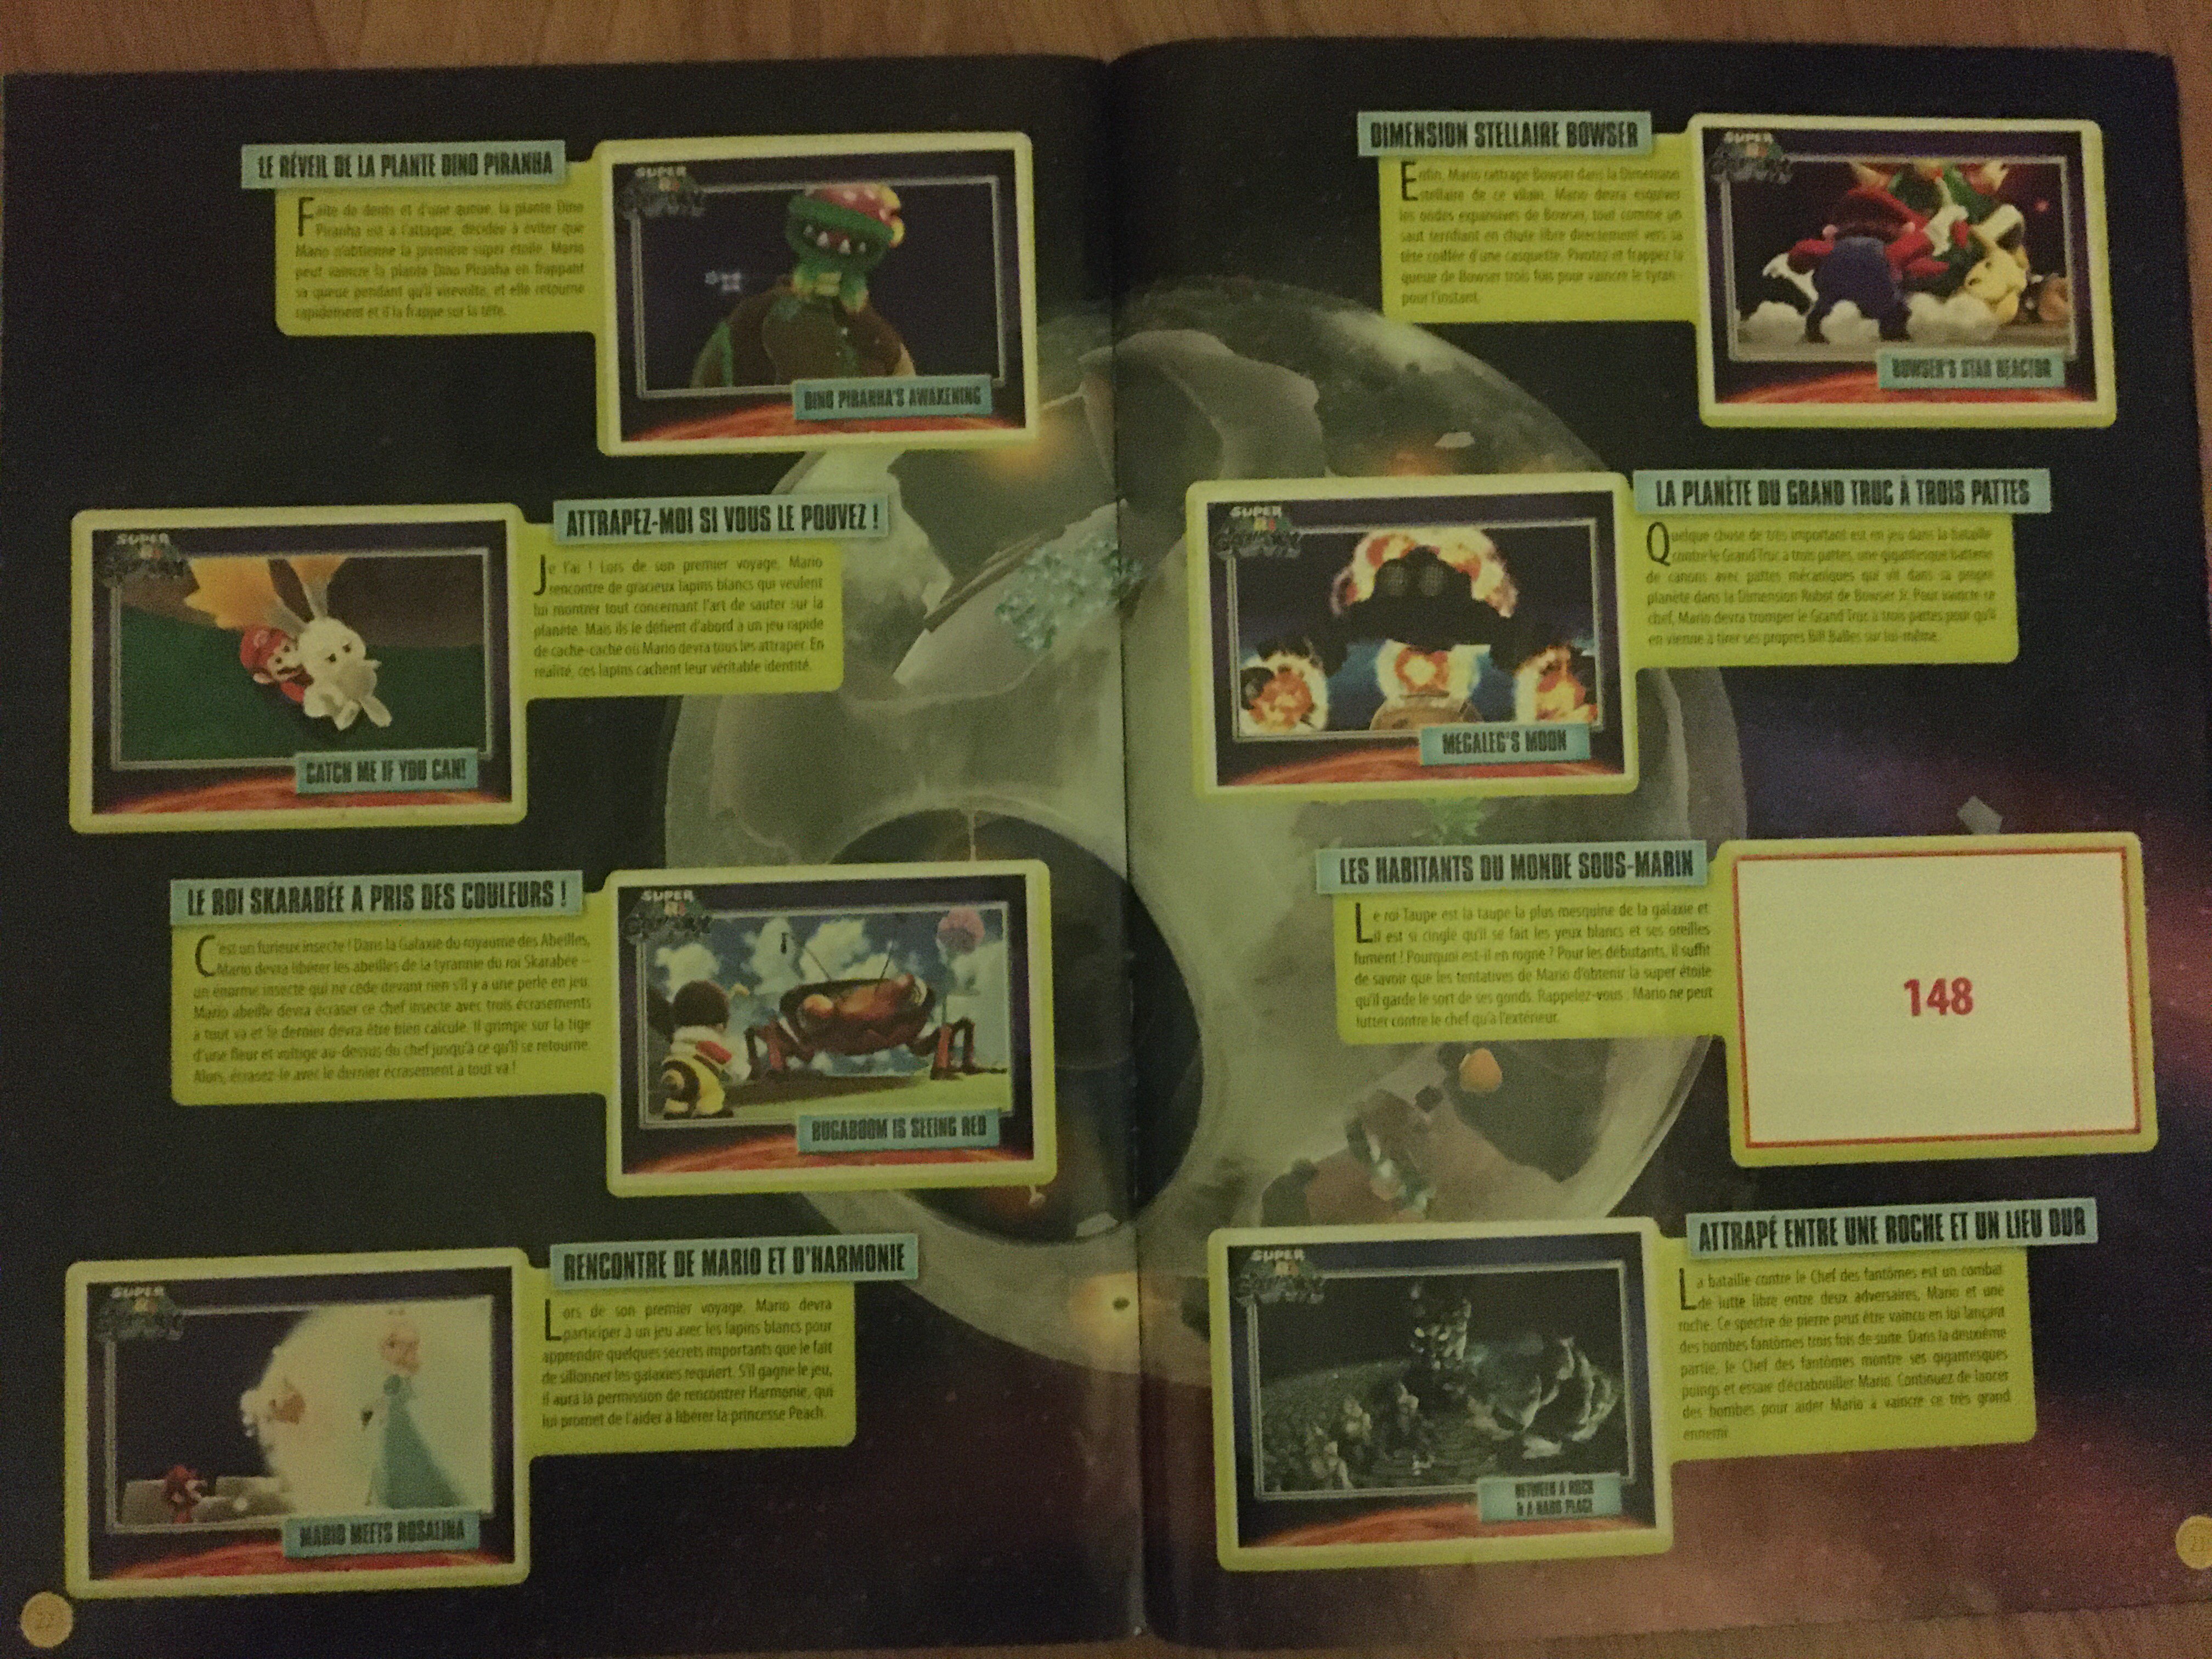 LE RÉVEIL DE LA PLANTE DINO PIRANHA
Faite de dents et d'une queue, la plante Dino
Piranha est à l'attaque, décidée à éviter que
Mario n'obtienne la première super étoile. Mario
peut vaincre la plante Dino Piranha en frappant
sa queue pendant qu'il virevolte, et elle retourne
rapidement et il la frappe sur la tête.
SUPER
DINO PIRANHA'S AWAKENING
SUPER
CATCH ME IF YOU CAN!
ATTRAPEZ-MOI SI VOUS LE POUVEZ !
Je l'ai ! Lors de son premier voyage, Mario
rencontre de gracieux lapins blancs qui veulent
lui montrer tout concernant l'art de sauter sur la
planète. Mais ils le défient d'abord à un jeu rapide
de cache-cache où Mario devra tous les attraper. En
réalité, ces lapins cachent leur véritable identité.
LE ROI SKARABÉE A PRIS DES COULEURS !
C'est un furieux insecte ! Dans la Galaxie du royaume des Abeilles,
Mario devra libérer les abeilles de la tyrannie du roi Skarabée –
un énorme insecte qui ne cède devant rien s'il y a une perle en jeu.
Mario abeille devra écraser ce chef insecte avec trois écrasements
à tout va et le dernier devra être bien calculé. Il grimpe sur la tige
d'une fleur et voltige au-dessus du chef jusqu'à ce qu'il se retourne.
Alors, écrasez-le avec le dernier écrasement à tout va !
SUPER
BUGABOOM IS SEEING RED
SUPER
MARIO MEETS ROSALINA
RENCONTRE DE MARIO ET D'HARMONIE
Lors de son premier voyage, Mario devra
participer à un jeu avec les lapins blancs pour
apprendre quelques secrets importants que le fait
de sillonner les galaxies requiert. S'il gagne le jeu,
il aura la permission de rencontrer Harmonie, qui
lui promet de l'aider à libérer la princesse Peach.
22
DIMENSION STELLAIRE BOWSER
Enfin, Mario rattrape Bowser dans la Dimension
stellaire de ce vilain. Mario devra esquiver
les ondes expansives de Bowser, tout comme un
saut terrifiant en chute libre directement vers sa
tête coiffée d'une casquette. Pivotez et frappez la
queue de Bowser trois fois pour vaincre le tyran...
pour l'instant.
SUPER
BOWSER'S STAR REACTOR
SUPER
GALAXY
MEGALEG'S MOON
LA PLANÈTE DU GRAND TRUC À TROIS PATTES
Quelque chose de très important est en jeu dans la bataille
contre le Grand Truc à trois pattes, une gigantesque batterie
de canons avec pattes mécaniques qui vit dans sa propre
planète dans la Dimension Robot de Bowser Jr. Pour vaincre ce
chef, Mario devra tromper le Grand Truc à trois pattes pour qu'il
en vienne à tirer ses propres Bill Balles sur lui-même.
LES HABITANTS DU MONDE SOUS-MARIN
Le roi Taupe est la taupe la plus mesquine de la galaxie et
il est si cinglé qu'il se fait les yeux blancs et ses oreilles
fument ! Pourquoi est-il en rogne ? Pour les débutants, il suffit
de savoir que les tentatives de Mario d'obtenir la super étoile
qu'il garde le sort de ses gonds. Rappelez-vous : Mario ne peut
lutter contre le chef qu'à l'extérieur.
148
SUPER
BETWEEN A ROCK
& A HARD PLACE
ATTRAPÉ ENTRE UNE ROCHE ET UN LIEU DUR
La bataille contre le Chef des fantômes est un combat
de lutte libre entre deux adversaires, Mario et une
roche. Ce spectre de pierre peut être vaincu en lui lançant
des bombes fantômes trois fois de suite. Dans la deuxième
partie, le Chef des fantômes montre ses gigantesques
poings et essaie d'écrabouiller Mario. Continuez de lancer
des bombes pour aider Mario à vaincre ce très grand
ennemi.
23